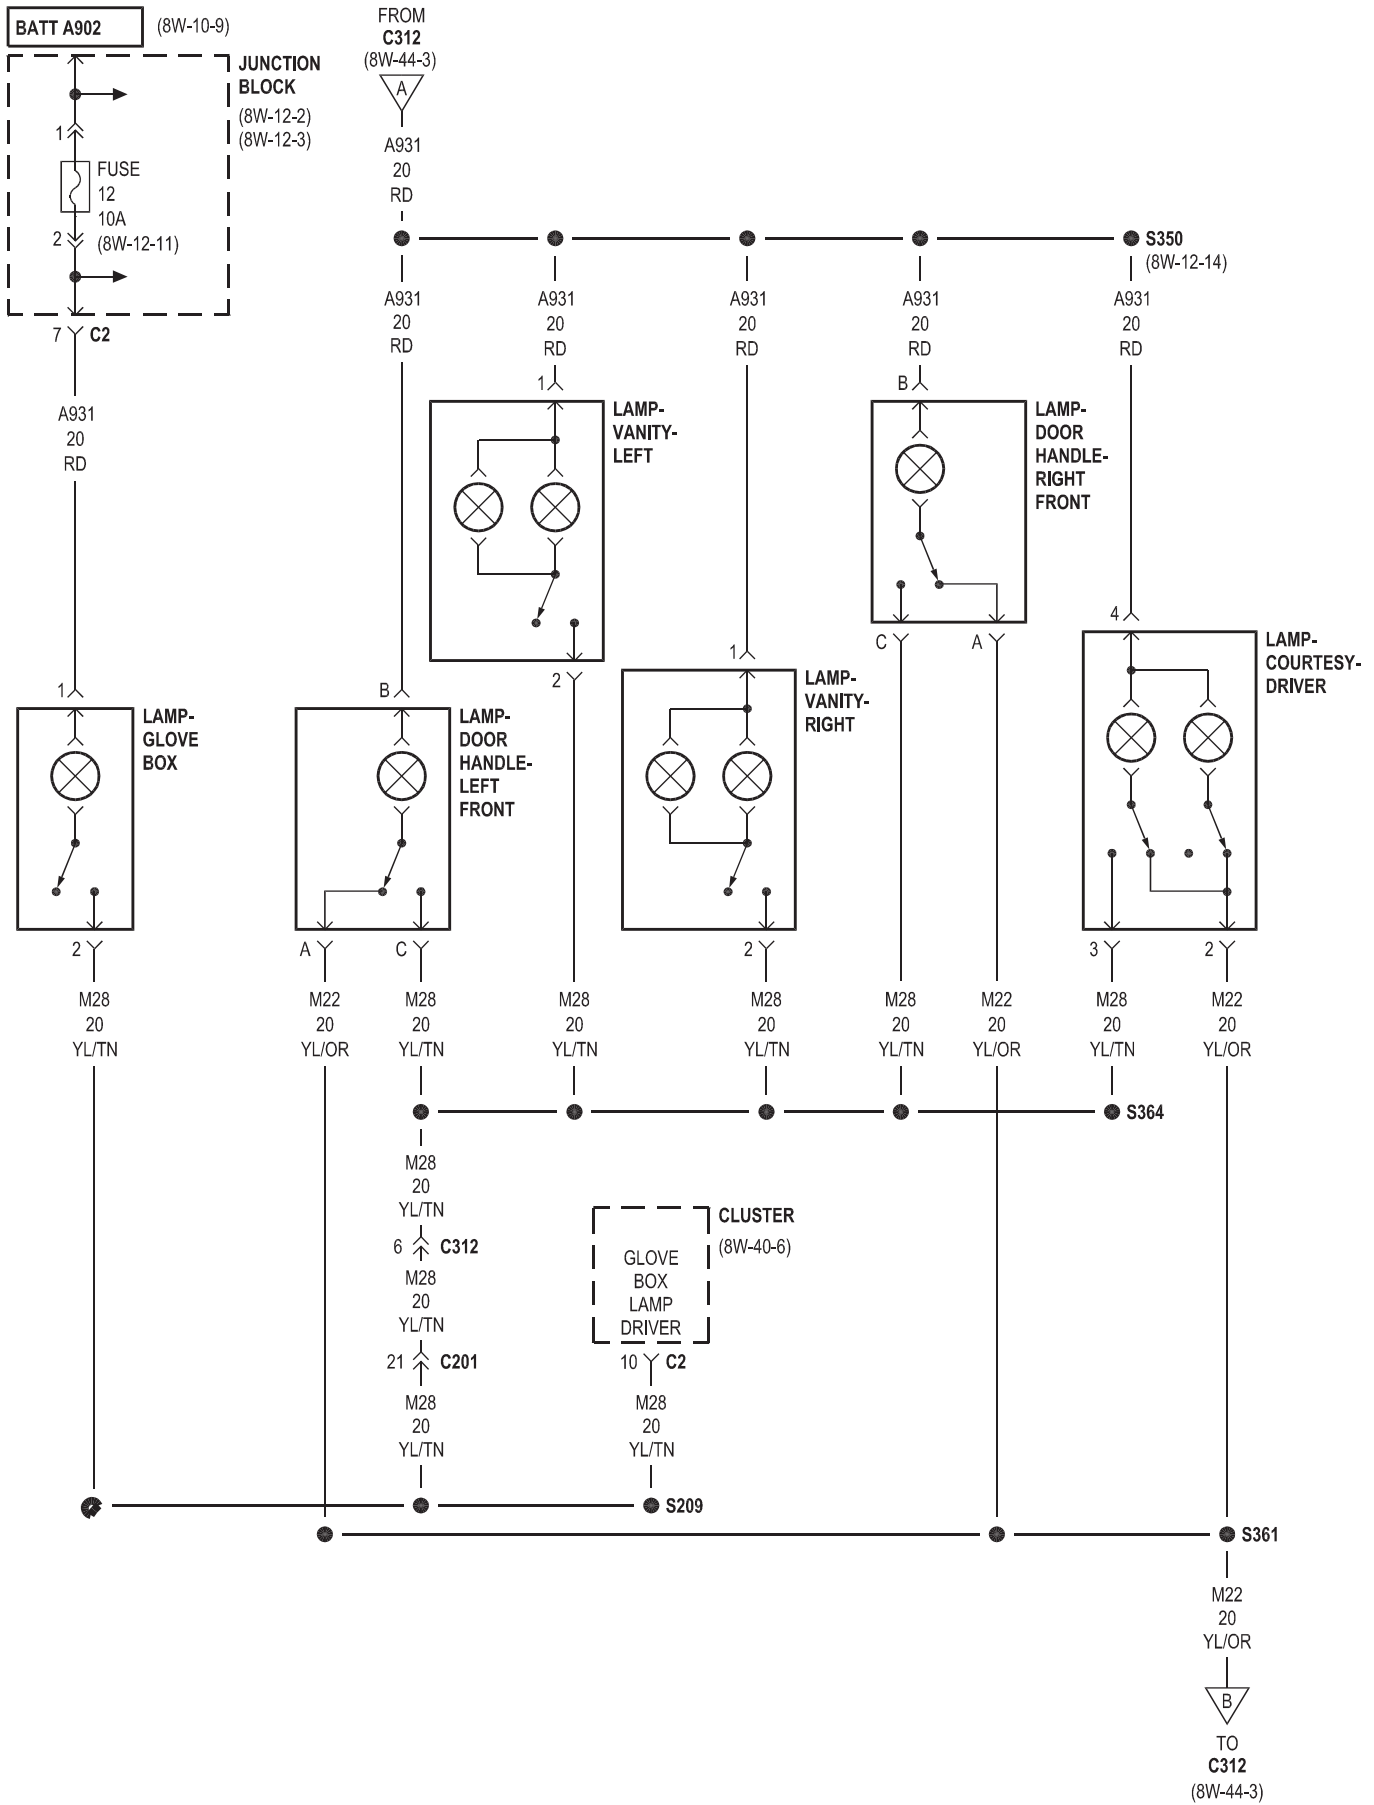 BATT A902 (8W-10-9)
FROM
C312
(8W-44-3)
A
JUNCTION
BLOCK
(8W-12-2)
(8W-12-3)
1
FUSE
12
10A
(8W-12-11)
2
7 C2
A931
20
RD
S350
(8W-12-14)
A931
20
RD
A931
20
RD
A931
20
RD
A931
20
RD
A931
20
RD
A931
20
RD
1
LAMP-
VANITY-
LEFT
2
B
LAMP-
DOOR
HANDLE-
RIGHT
FRONT
C
A
4
LAMP-
COURTESY-
DRIVER
3
2
1
LAMP-
VANITY-
RIGHT
2
1
LAMP-
GLOVE
BOX
2
B
LAMP-
DOOR
HANDLE-
LEFT
FRONT
A
C
M28
20
YL/TN
M22
20
YL/OR
M28
20
YL/TN
M28
20
YL/TN
M28
20
YL/TN
M28
20
YL/TN
M22
20
YL/OR
M28
20
YL/TN
M22
20
YL/OR
S364
M28
20
YL/TN
6 C312
M28
20
YL/TN
21 C201
M28
20
YL/TN
CLUSTER
(8W-40-6)
GLOVE
BOX
LAMP
DRIVER
10 C2
M28
20
YL/TN
S209
S361
M22
20
YL/OR
B
TO
C312
(8W-44-3)